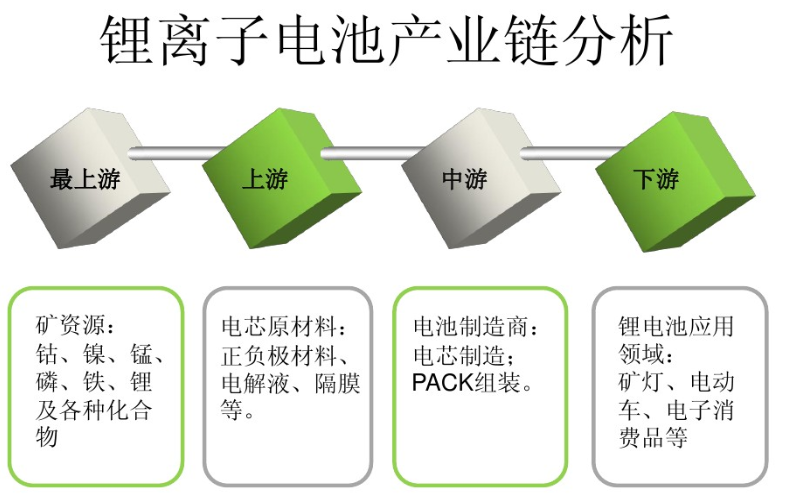 锂离子电池产业链分析
最上游
上游
中游
下游
矿资源：
钴、镍、锰、
磷、铁、锂
及各种化合
物
电芯原材料：
正负极材料、
电解液、隔膜
等。
电池制造商：
电芯制造；
PACK组装。
锂电池应用
领域：
矿灯、电动
车、电子消
费品等